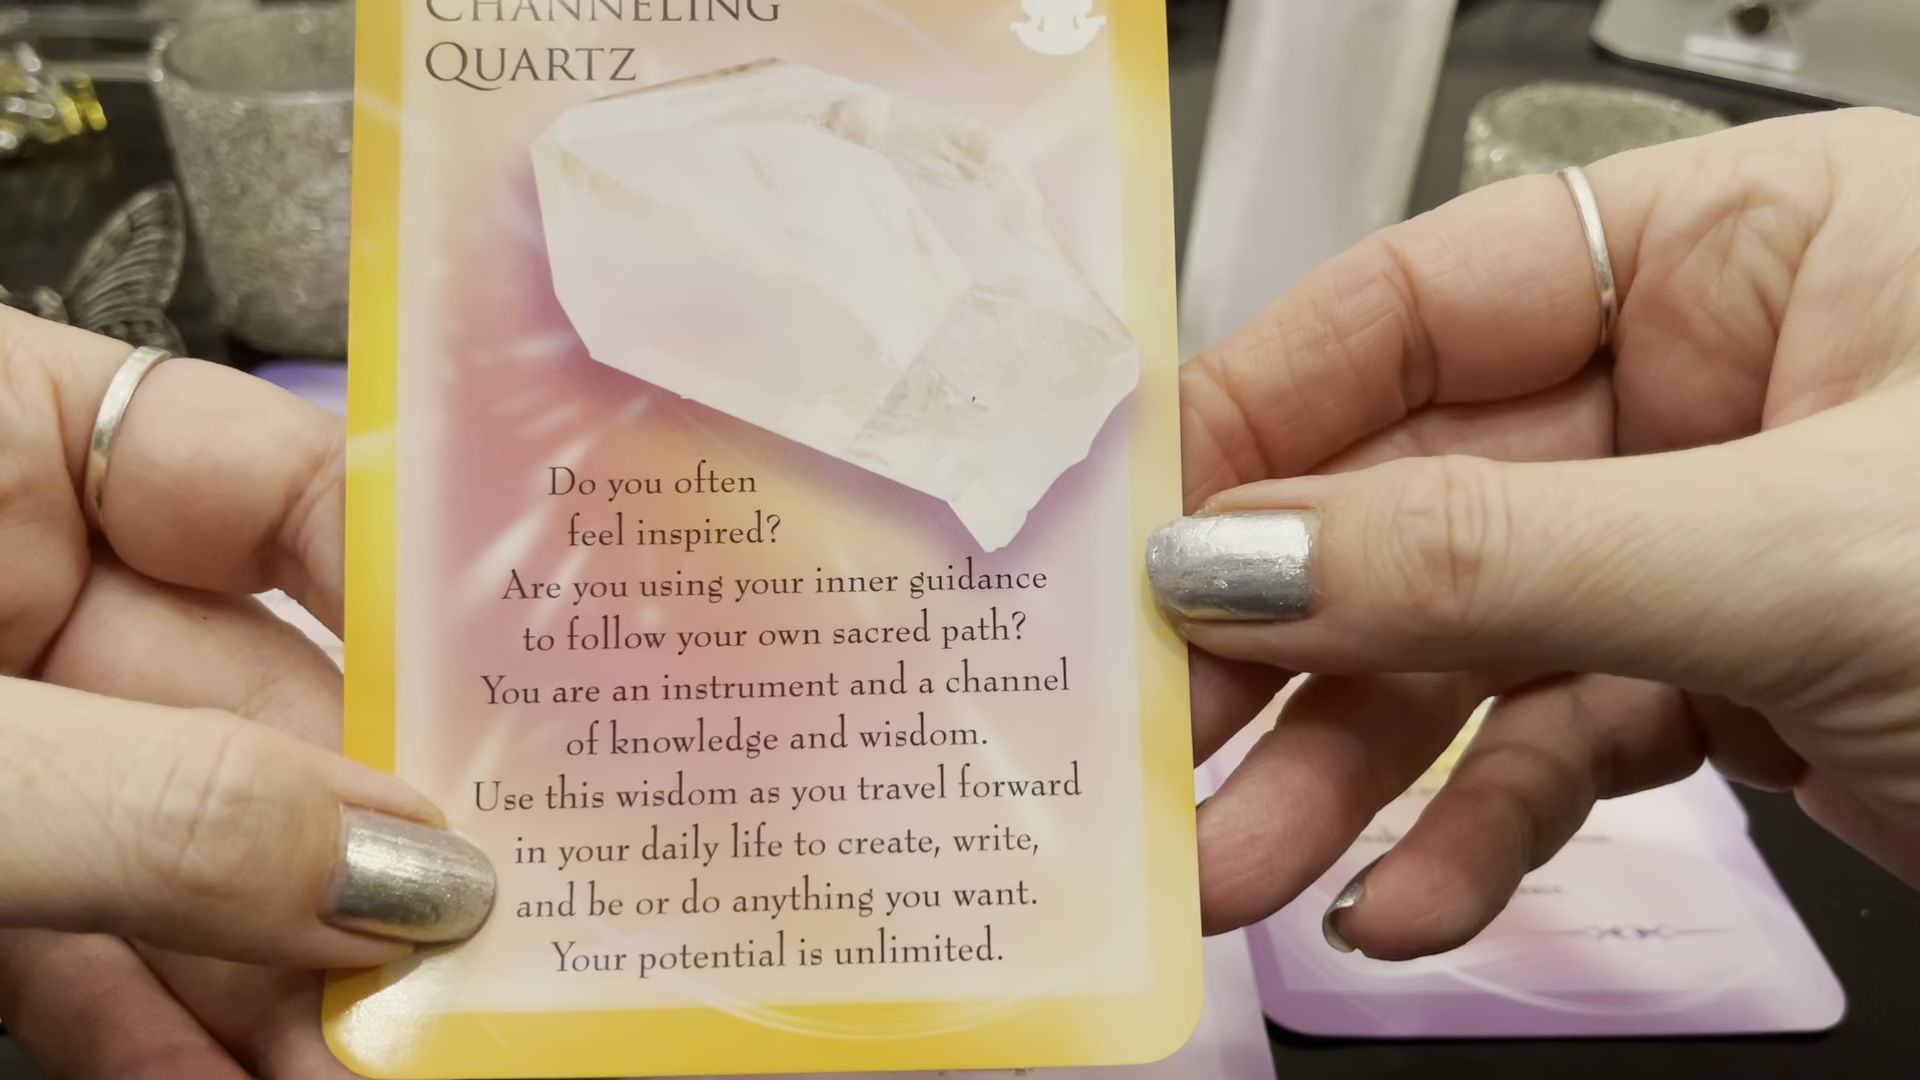 CHANNELING
QUARTZ
Do you often
feel inspired?
Are you using your inner guidance
to follow your own sacred path?
You are an instrument and a channel
of knowledge and wisdom.
Use this wisdom as you travel forward
in your daily life to create, write,
and be or do anything you want.
Your potential is unlimited.